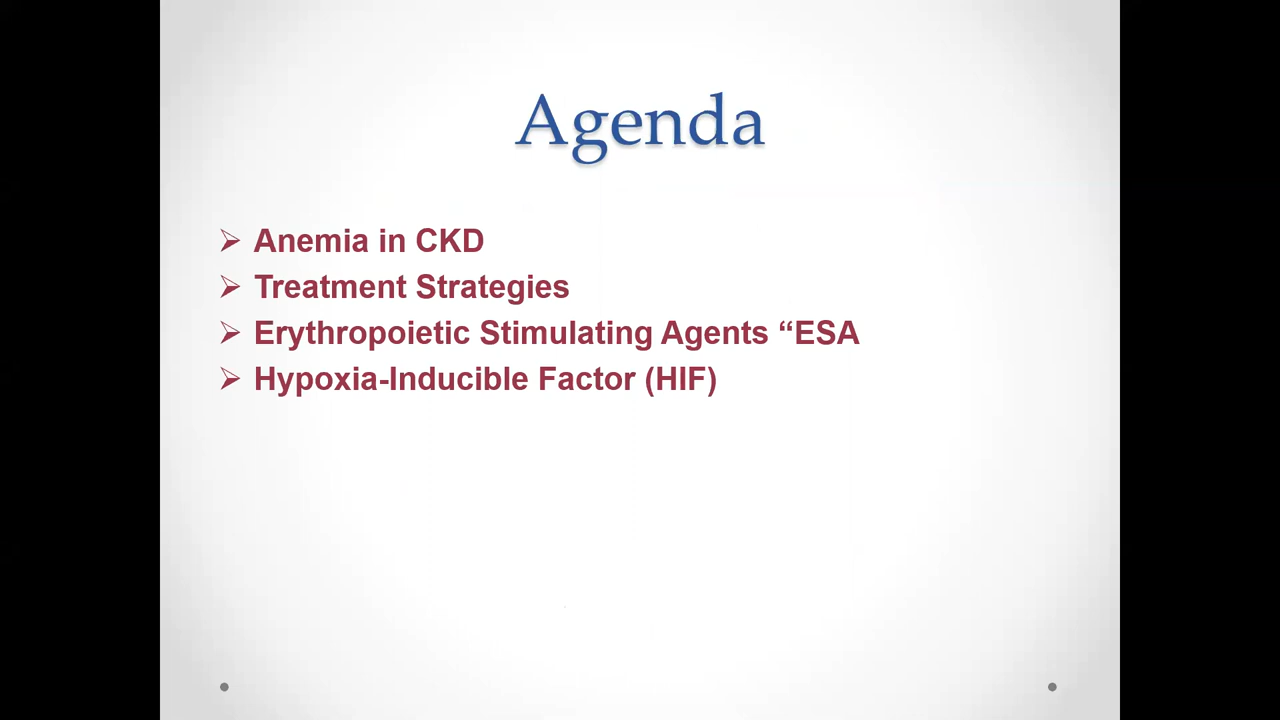 Agenda
Anemia in CKD
Treatment Strategies
Erythropoietic Stimulating Agents “ESA
Hypoxia-Inducible Factor (HIF)